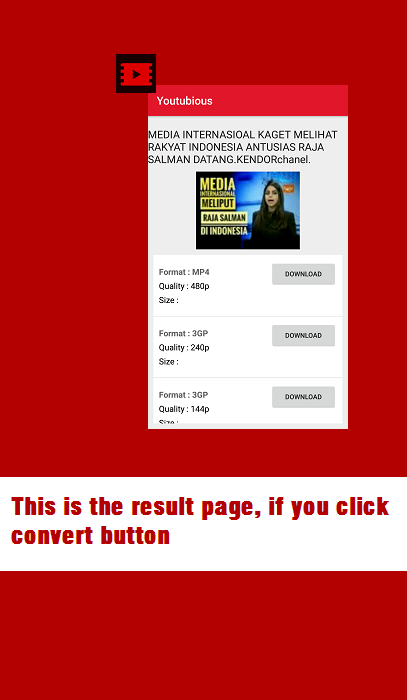 Youtubious
MEDIA INTERNASIOAL KAGET MELIHAT
RAKYAT INDONESIA ANTUSIAS RAJA
SALMAN DATANG.KENDORchanel.
MEDIA
INTERNASIONAL
MELIPUT
RAJA SALMAN
DI INDONESIA
Format : MP4
DOWNLOAD
Quality : 480p
Size :
Format : 3GP
DOWNLOAD
Quality : 240p
Size :
Format : 3GP
DOWNLOAD
Quality : 144p
Size :
This is the result page, if you click
convert button